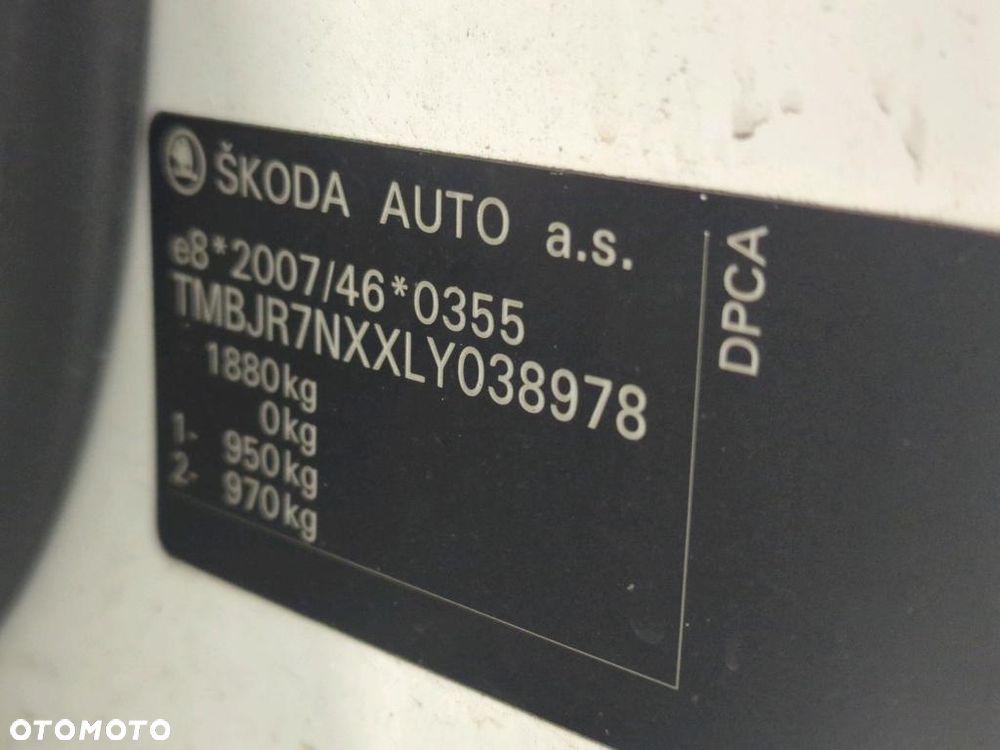 ŠKODA AUTO a.s.
e8*2007/46*0355
TMBJR7NXXLY038978
1880kg
0kg
1- 950kg
2- 970kg
DPCA
OTOMOTO